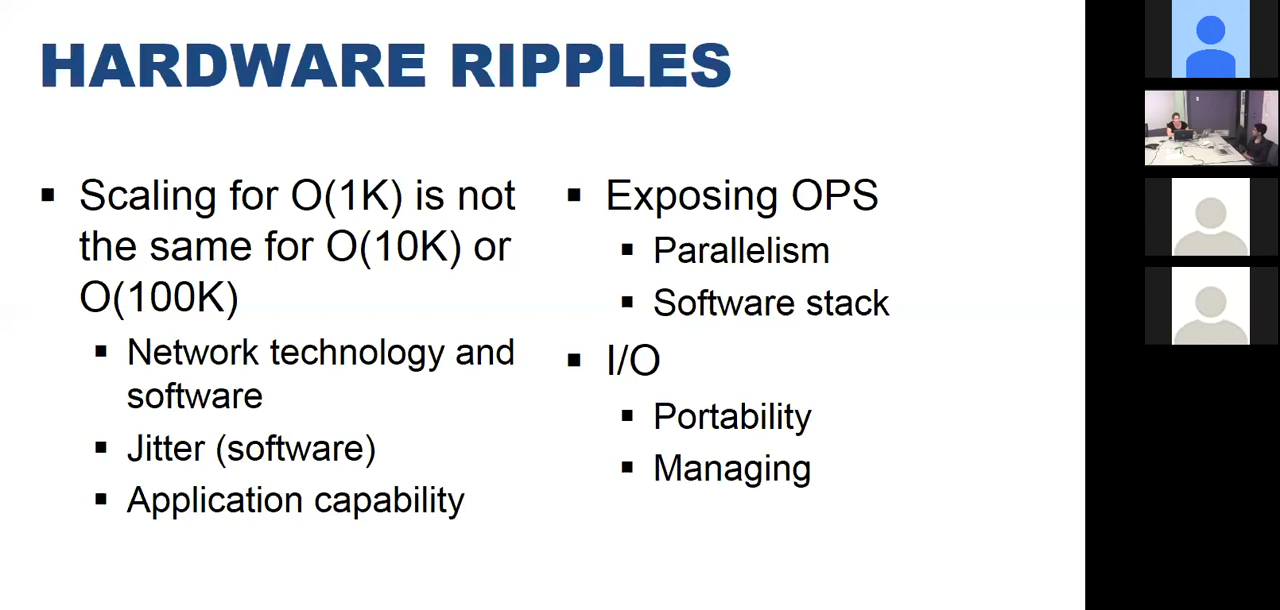 HARDWARE RIPPLES
▪ Scaling for O(1K) is not
the same for O(10K) or
O(100K)
▪ Network technology and
software
▪ Jitter (software)
▪ Application capability
▪ Exposing OPS
▪ Parallelism
▪ Software stack
▪ I/O
▪ Portability
▪ Managing